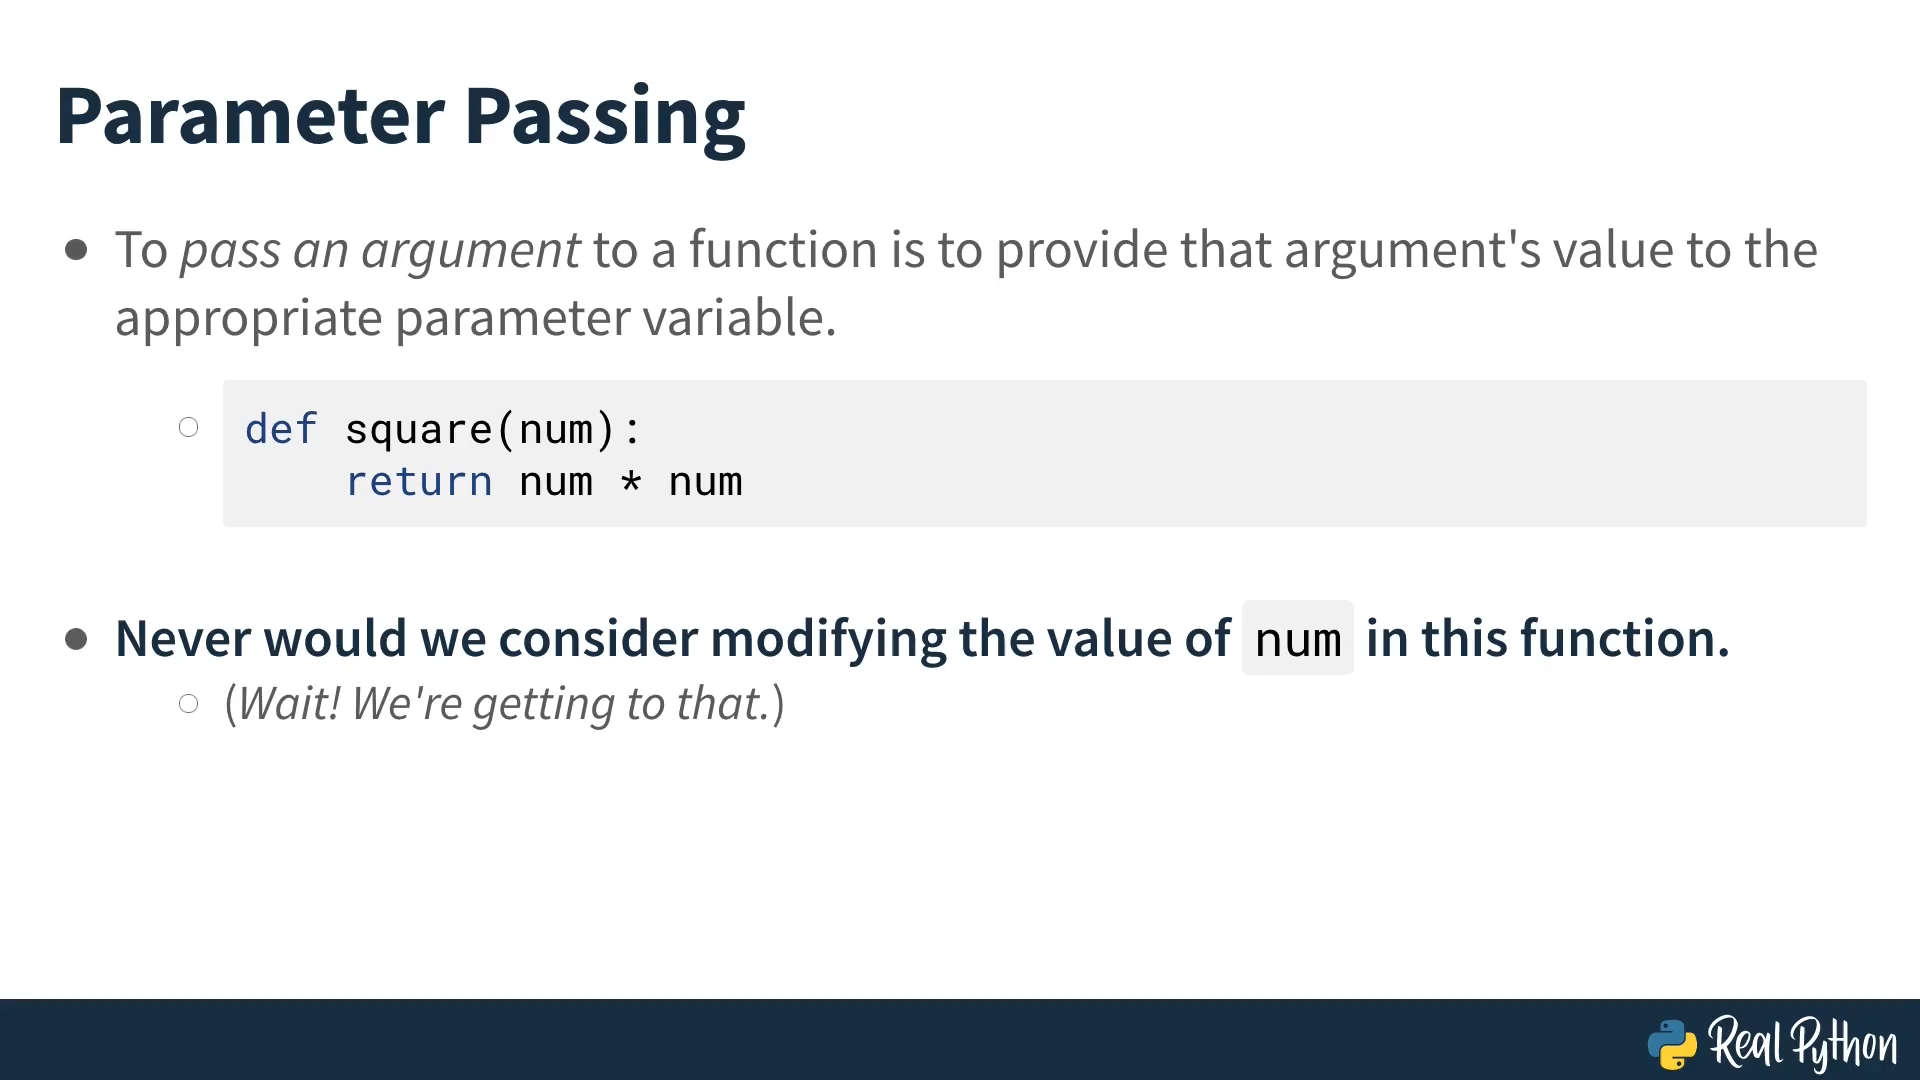 Parameter Passing
● To pass an argument to a function is to provide that argument's value to the
appropriate parameter variable.
○ def square(num):
    return num * num
● Never would we consider modifying the value of num in this function.
○ (Wait! We're getting to that.)
Real Python